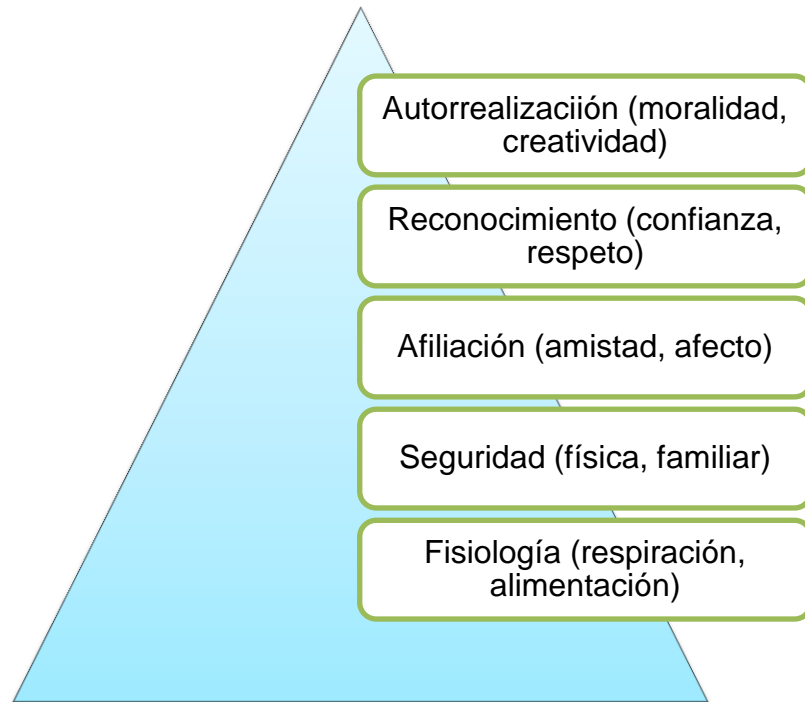 Autorrealizaciión (moralidad,
creatividad)
Reconocimiento (confianza,
respeto)
Afiliación (amistad, afecto)
Seguridad (física, familiar)
Fisiología (respiración,
alimentación)